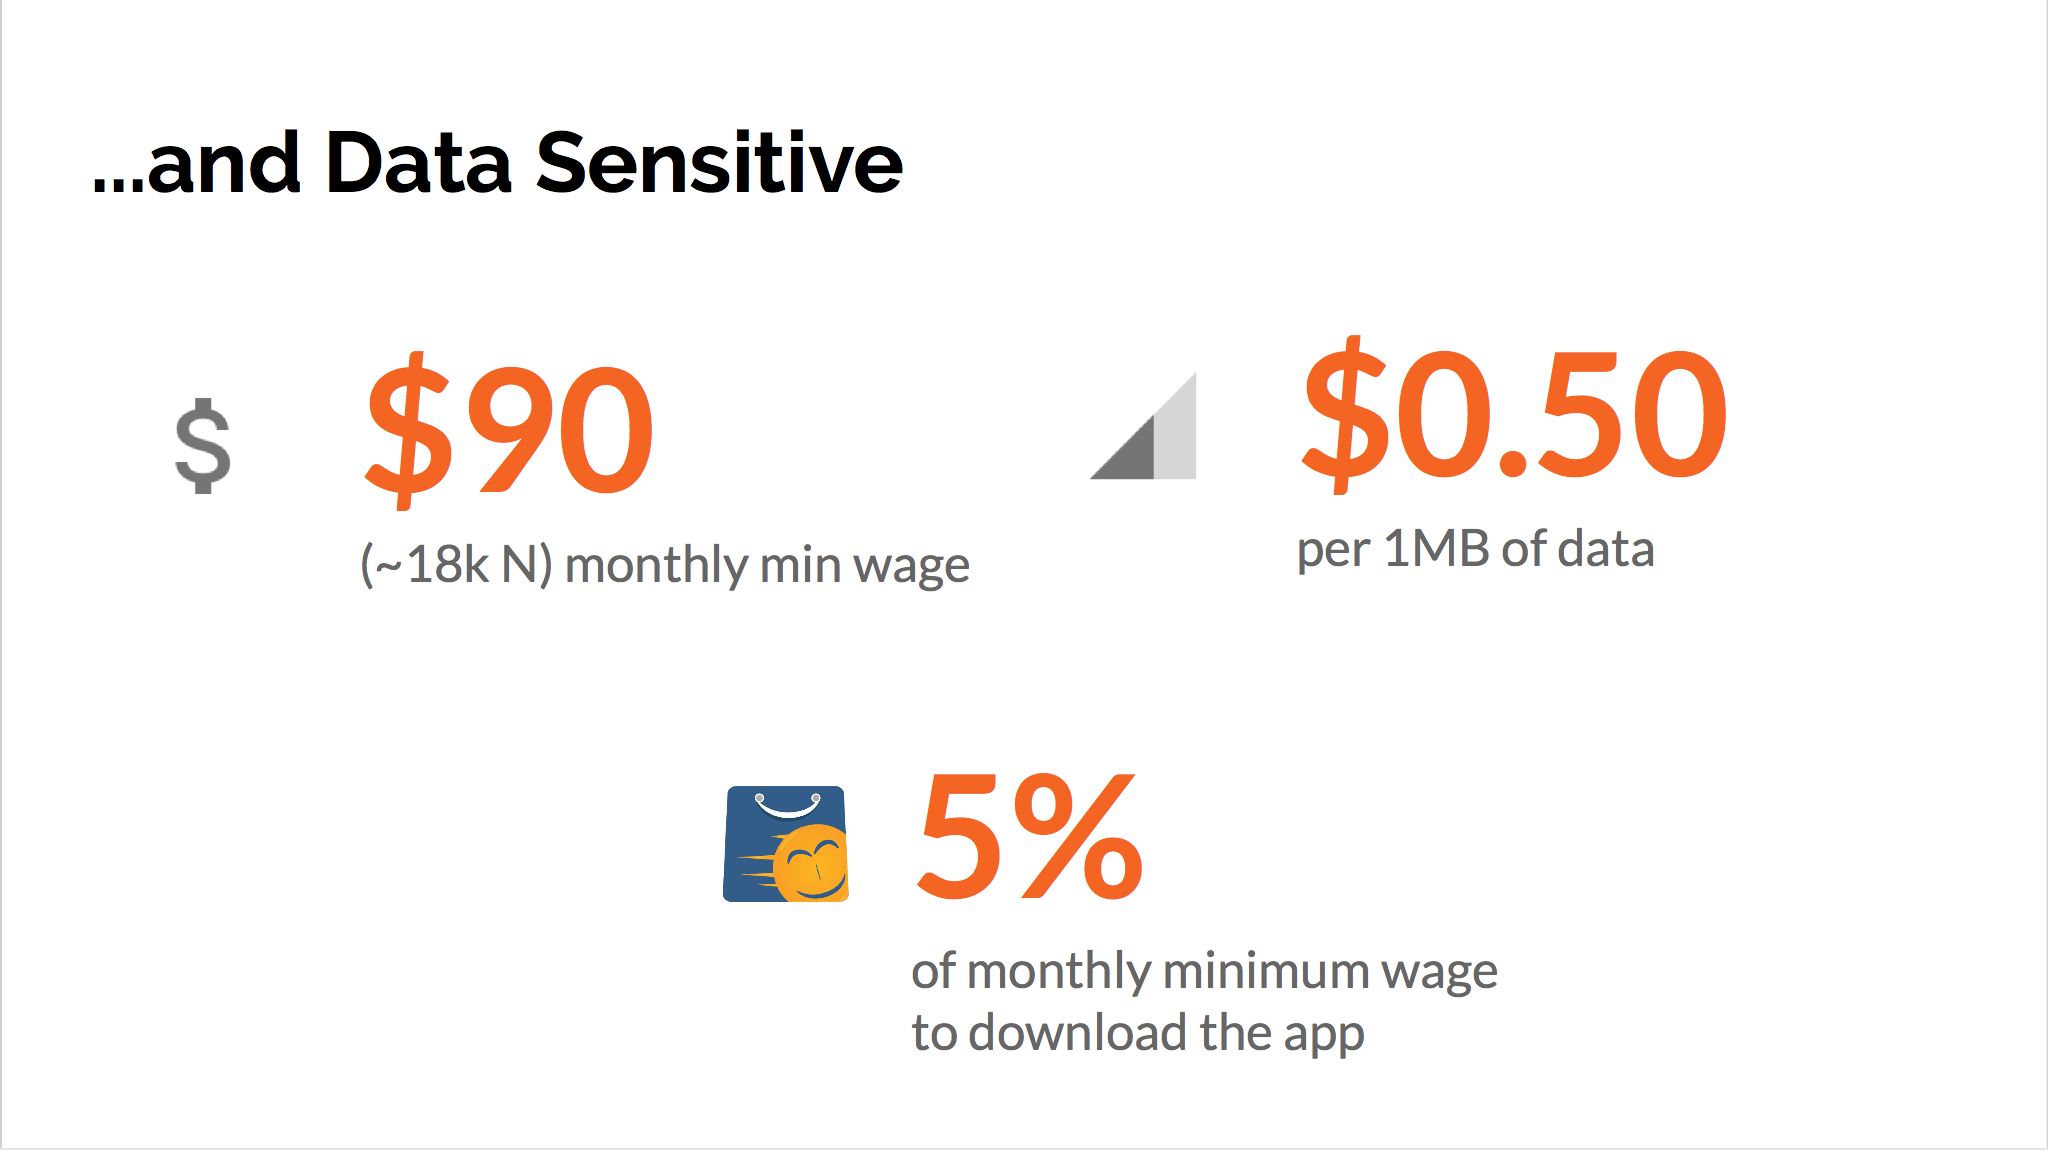 ...and Data Sensitive
$
$90
(~18k N) monthly min wage
$0.50
per 1MB of data
5%
of monthly minimum wage
to download the app